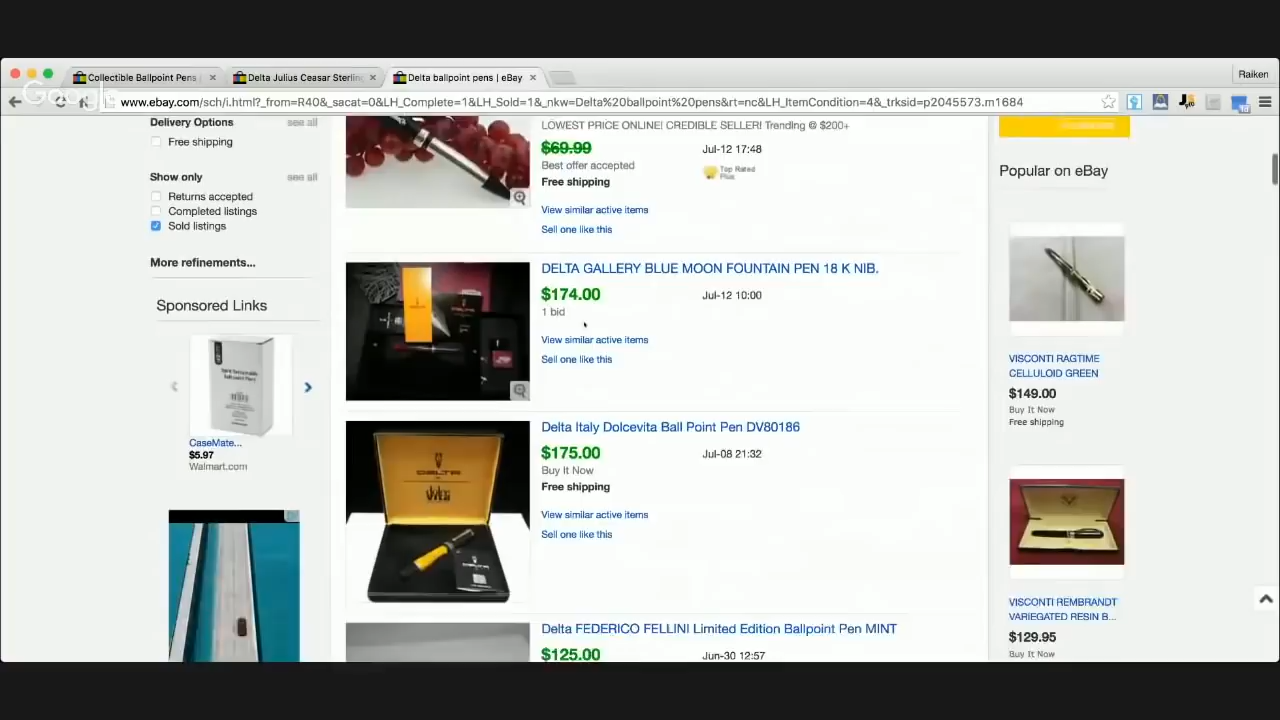 Google
Collectible Ballpoint Pens
Delta Julius Ceasar Sterlin
Delta ballpoint pens | eBay
Raiken
www.ebay.com/sch/i.html?_from=R40&_sacat=0&LH_Complete=1&LH_Sold=1&_nkw=Delta%20ballpoint%20pens&rt=nc&LH_ItemCondition=4&_trksid=p2045573.m1684
Delivery Options see all
Free shipping
Show only see all
Returns accepted
Completed listings
Sold listings
More refinements...
Sponsored Links
CaseMate...
$5.97
Walmart.com
LOWEST PRICE ONLINE! CREDIBLE SELLER! Trending @ $200+
$69.99 Jul-12 17:48
Best offer accepted
Top Rated
Plus
Free shipping
View similar active items
Sell one like this
DELTA GALLERY BLUE MOON FOUNTAIN PEN 18 K NIB.
$174.00 Jul-12 10:00
1 bid
View similar active items
Sell one like this
Delta Italy Dolcevita Ball Point Pen DV80186
$175.00 Jul-08 21:32
Buy It Now
Free shipping
View similar active items
Sell one like this
DELTA
Delta FEDERICO FELLINI Limited Edition Ballpoint Pen MINT
$125.00 Jun-30 12:57
Popular on eBay
VISCONTI RAGTIME
CELLULOID GREEN
$149.00
Buy It Now
Free shipping
VISCONTI REMBRANDT
VARIEGATED RESIN B...
$129.95
Buy It Now